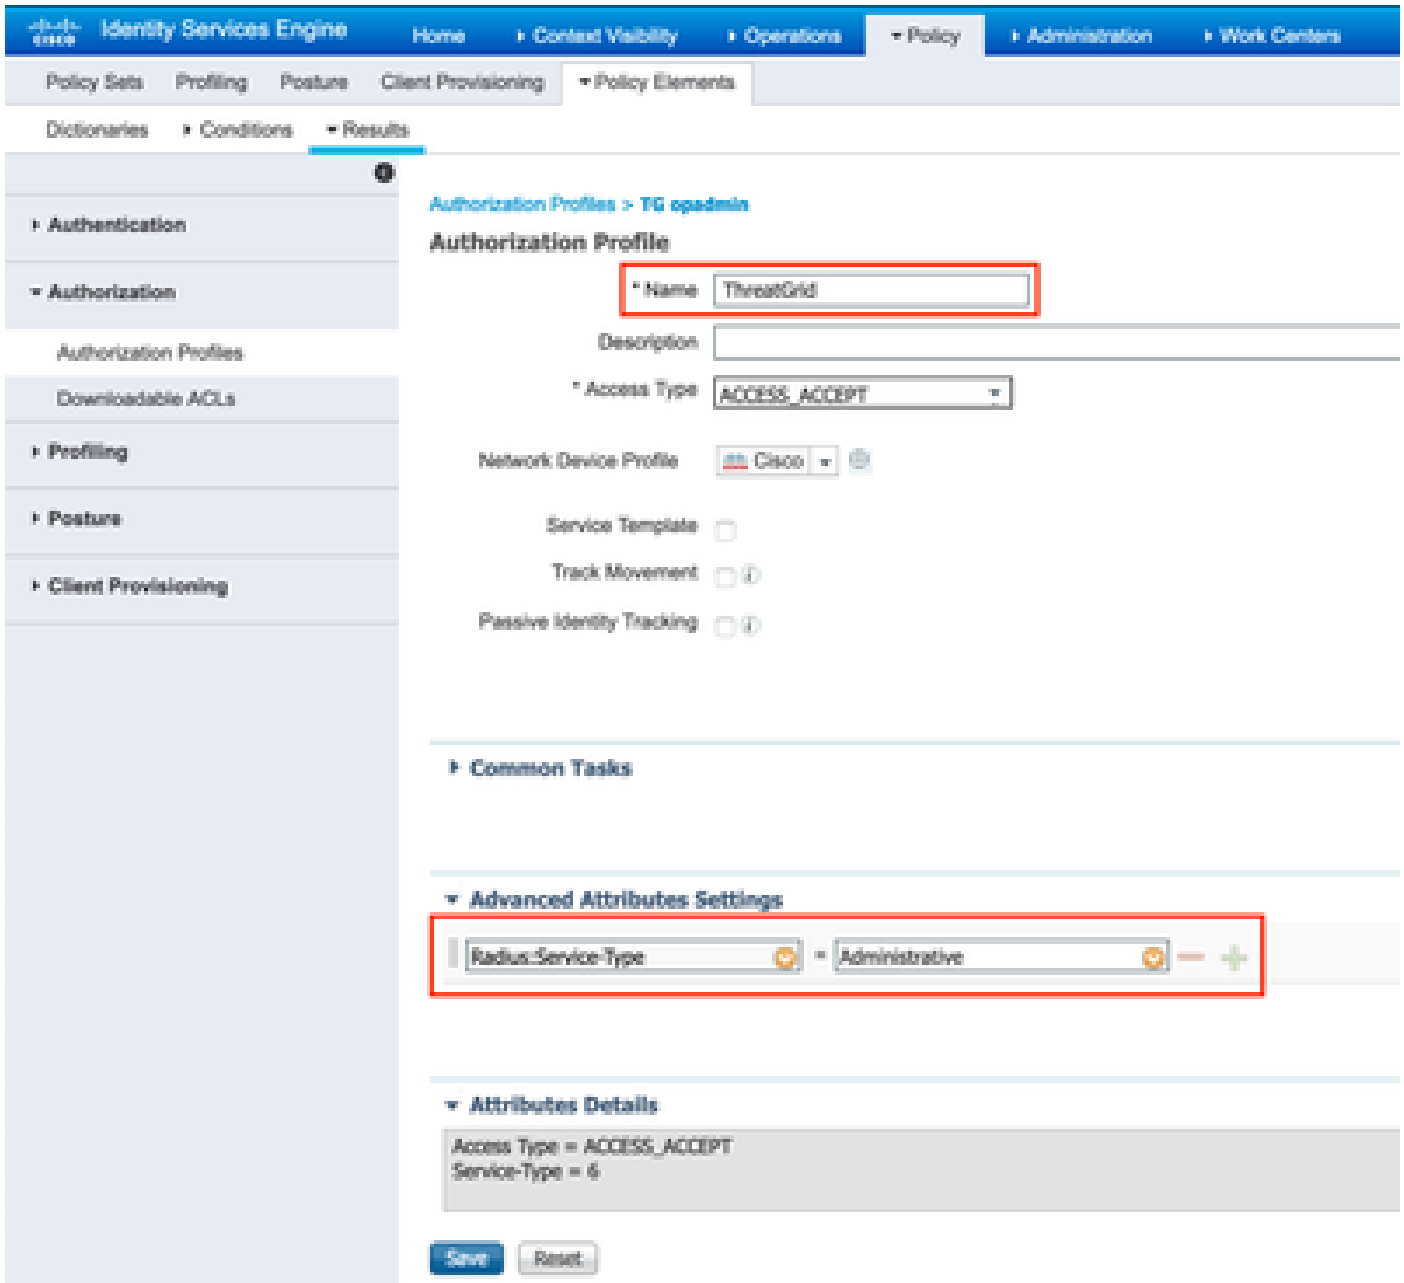 CISCO Identity Services Engine Home Context Visibility Operations Policy Administration Work Centers
Policy Sets Profiling Posture Client Provisioning Policy Elements
Dictionaries Conditions Results
Authentication
Authorization
Authorization Profiles
Downloadable ACLs
Profiling
Posture
Client Provisioning
Authorization Profiles > TG opadmin
Authorization Profile
* Name ThreatGrid
Description
* Access Type ACCESS_ACCEPT
Network Device Profile Cisco
Service Template
Track Movement
Passive Identity Tracking
Common Tasks
Advanced Attributes Settings
Radius:Service-Type = Administrative
Attributes Details
Access Type = ACCESS_ACCEPT
Service-Type = 6
Save Reset